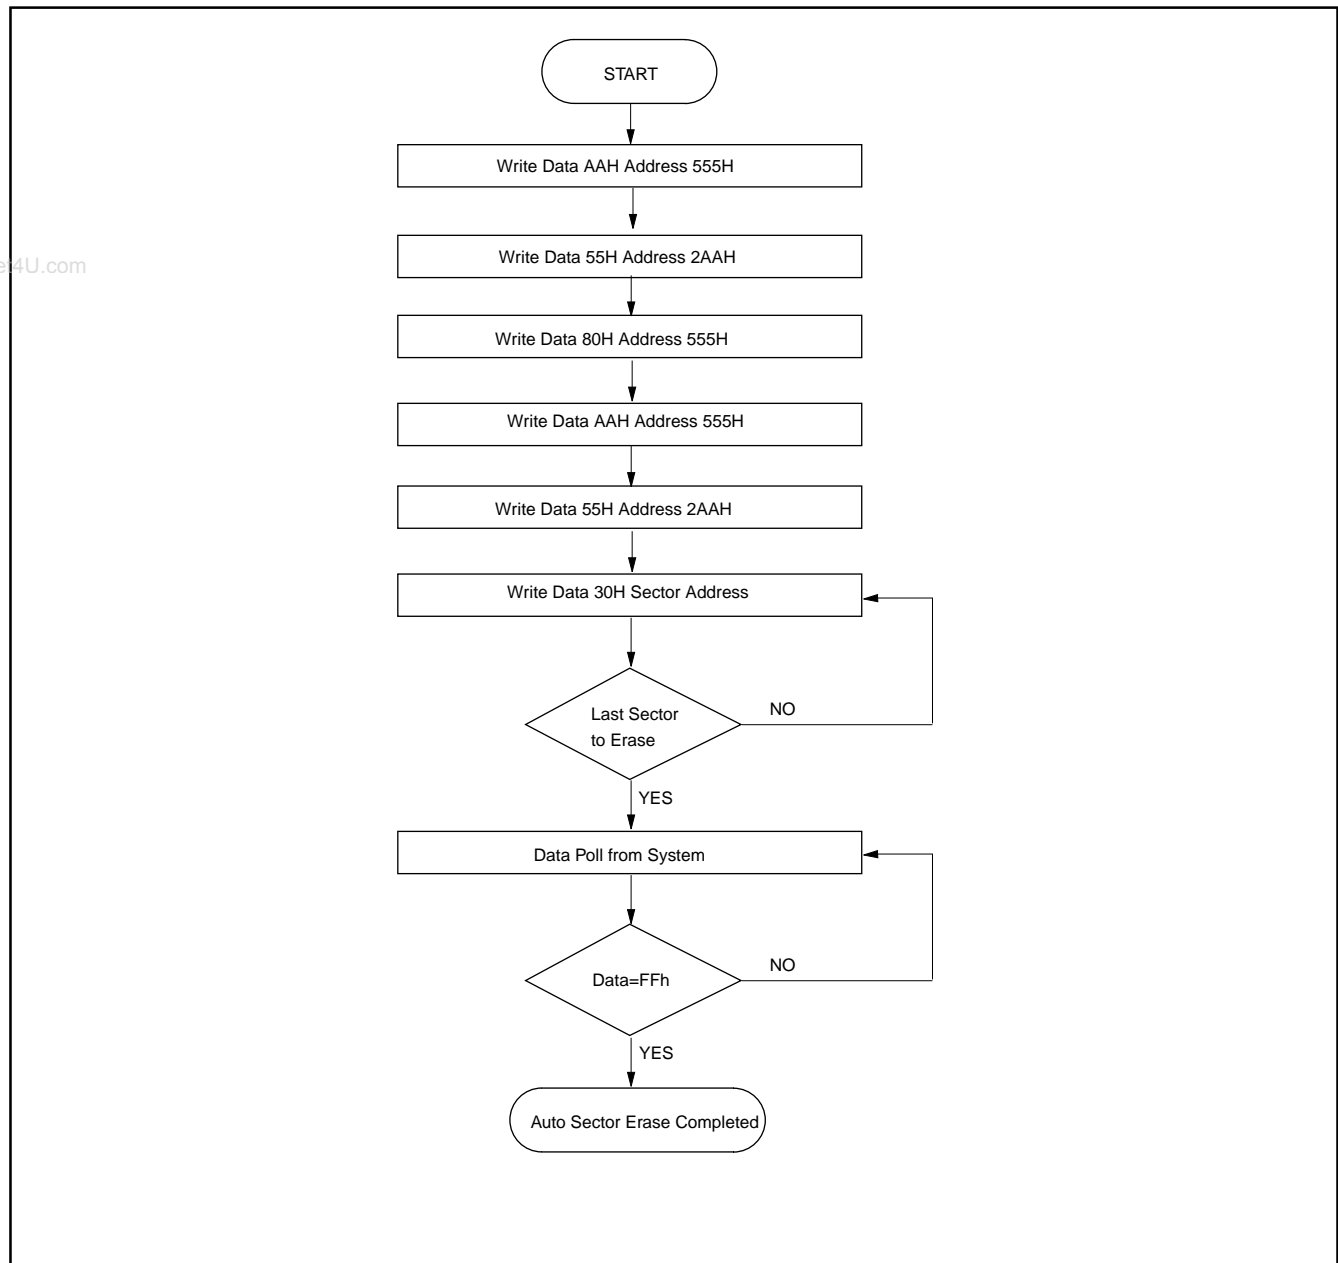 START
Write Data AAH Address 555H
Write Data 55H Address 2AAH
et4U.com
Write Data 80H Address 555H
Write Data AAH Address 555H
Write Data 55H Address 2AAH
Write Data 30H Sector Address
Last Sector
to Erase
NO
YES
Data Poll from System
Data=FFh
NO
YES
Auto Sector Erase Completed